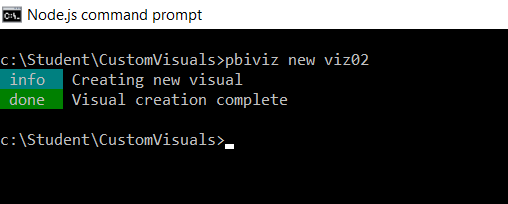 C:\. Node.js command prompt
c:\Student\CustomVisuals>pbiviz new viz02
info Creating new visual
done Visual creation complete
c:\Student\CustomVisuals>